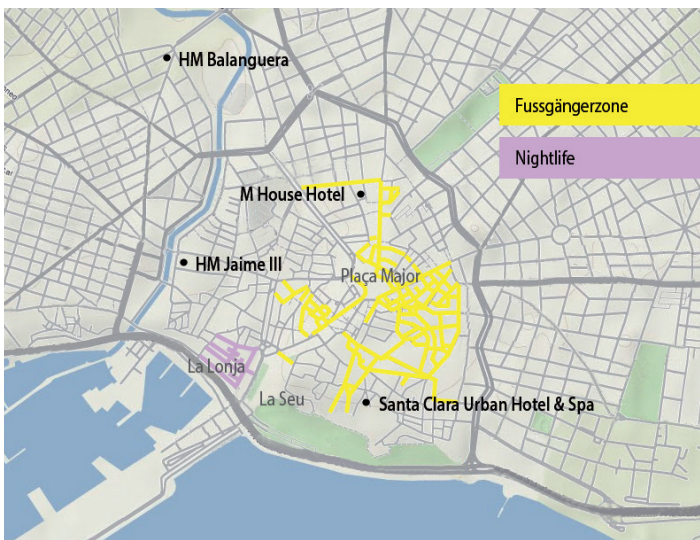 HM Balanguera
Fussgängerzone
Nightlife
M House Hotel
HM Jaime III
Plaça Major
La Lonja
La Seu
Santa Clara Urban Hotel & Spa